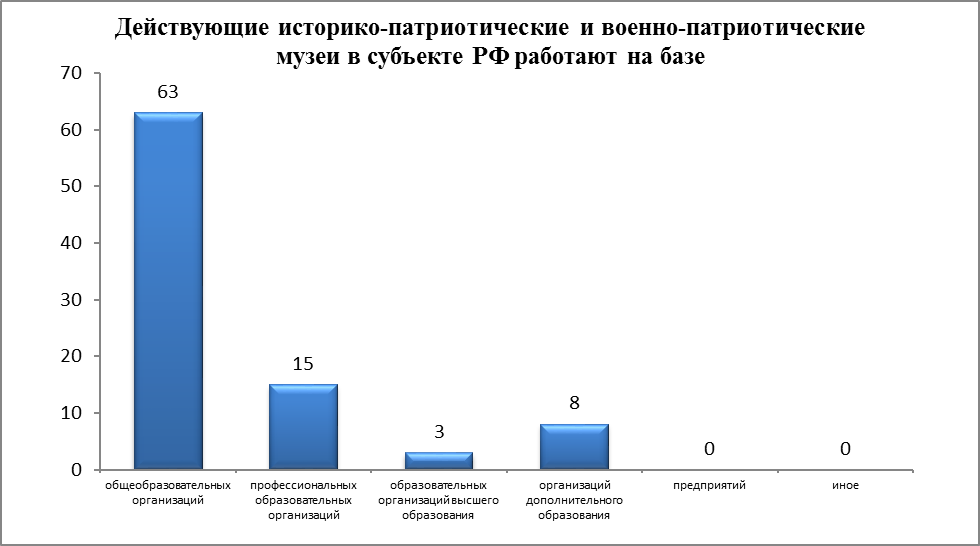 Действующие историко-патриотические и военно-патриотические
музеи в субъекте РФ работают на базе
70
60
50
40
30
20
10
0
63
15
3
8
0
0
общеобразовательных
организаций
профессиональных
образовательных
организаций
образовательных
организаций высшего
образования
организаций
дополнительного
образования
предприятий
иное